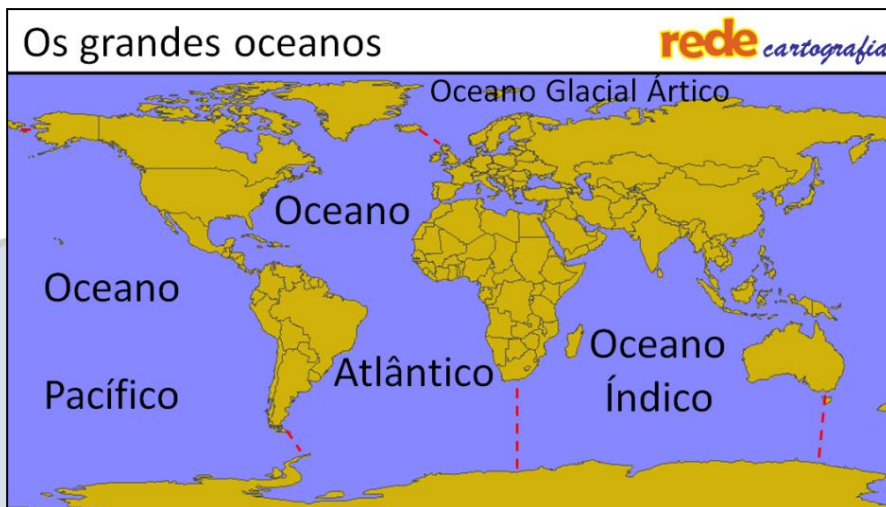 Os grandes oceanos
rede cartografia
Oceano Glacial Ártico
Oceano
Atlântico
Oceano
Pacífico
Oceano
Índico